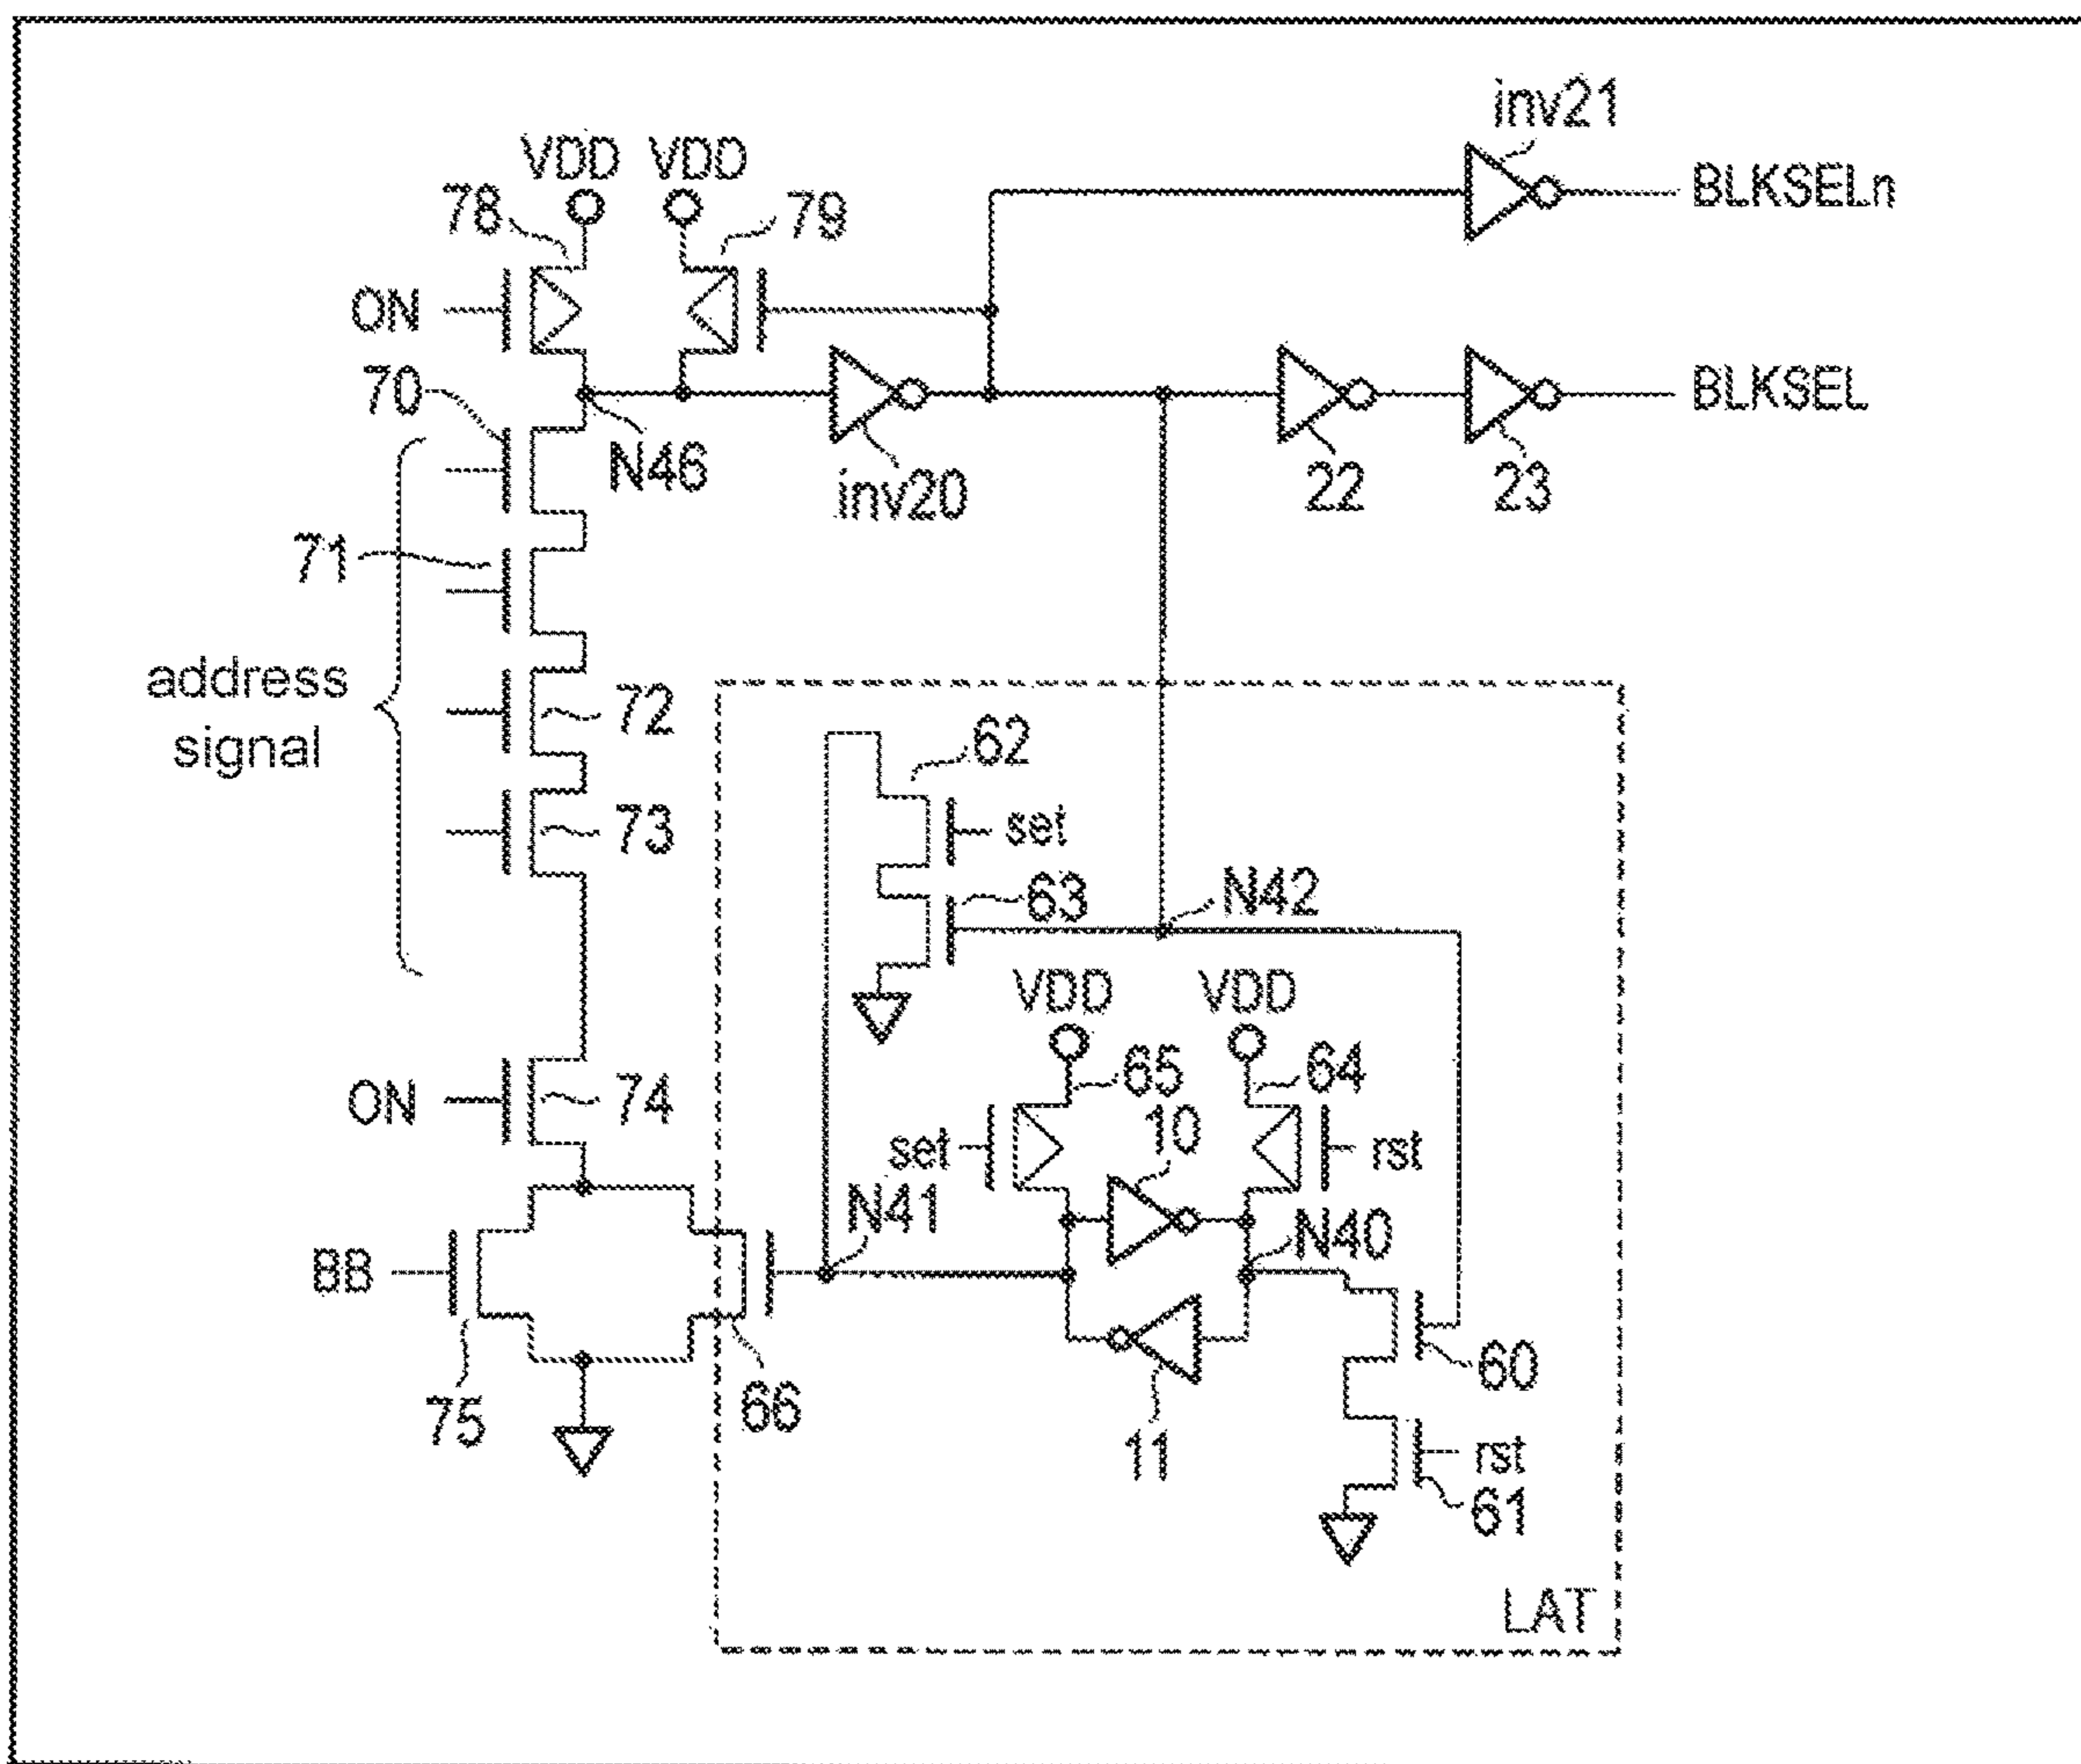 inv21
VDD VDD
78
79
BLKSELn
ON
70
BLKSEL
N46
inv20
22
23
71
address
signal
72
62
set
73
63
N42
VDD VDD
65
64
ON
74
10
set
rst
N41
N40
BB
60
75
66
11
rst
61
LAT